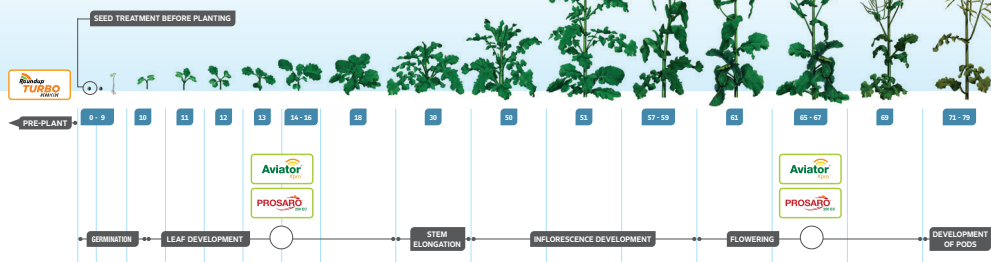 SEED TREATMENT BEFORE PLANTING
Roundup
TURBO
PRE-PLANT
0 - 9
10
11
12
13
14 - 16
18
30
50
51
57 - 59
61
65 - 67
69
71 - 79
Aviator
Xpro
PROSARO
Aviator
Xpro
PROSARO
GERMINATION
LEAF DEVELOPMENT
STEM
ELONGATION
INFLORESCENCE DEVELOPMENT
FLOWERING
DEVELOPMENT
OF PODS